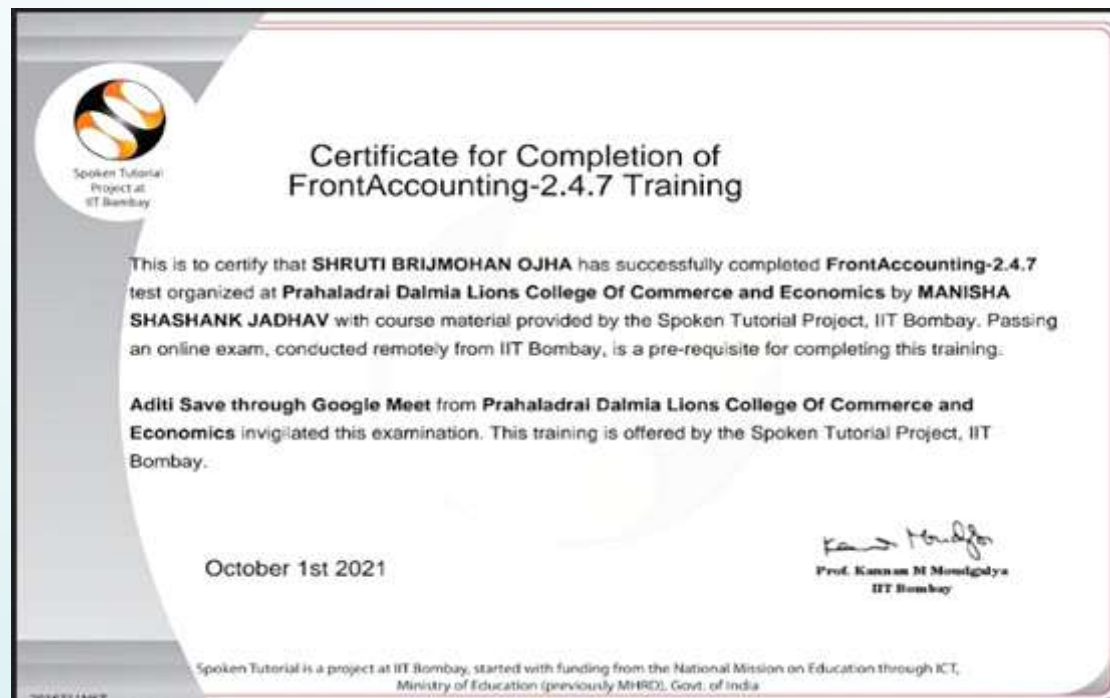 Spoken Tutorial
Project at
IIT Bombay
Certificate for Completion of
FrontAccounting-2.4.7 Training
This is to certify that SHRUTI BRIJMOHAN OJHA has successfully completed FrontAccounting-2.4.7
test organized at Prahaladrai Dalmia Lions College Of Commerce and Economics by MANISHA
SHASHANK JADHAV with course material provided by the Spoken Tutorial Project, IIT Bombay. Passing
an online exam, conducted remotely from IIT Bombay, is a pre-requisite for completing this training.
Aditi Save through Google Meet from Prahaladrai Dalmia Lions College Of Commerce and
Economics invigilated this examination. This training is offered by the Spoken Tutorial Project, IIT
Bombay.
October 1st 2021
Prof. Kannan M Moudgalya
IIT Bombay
Spoken Tutorial is a project at IIT Bombay, started with funding from the National Mission on Education through ICT,
Ministry of Education (previously MHRD), Govt. of India